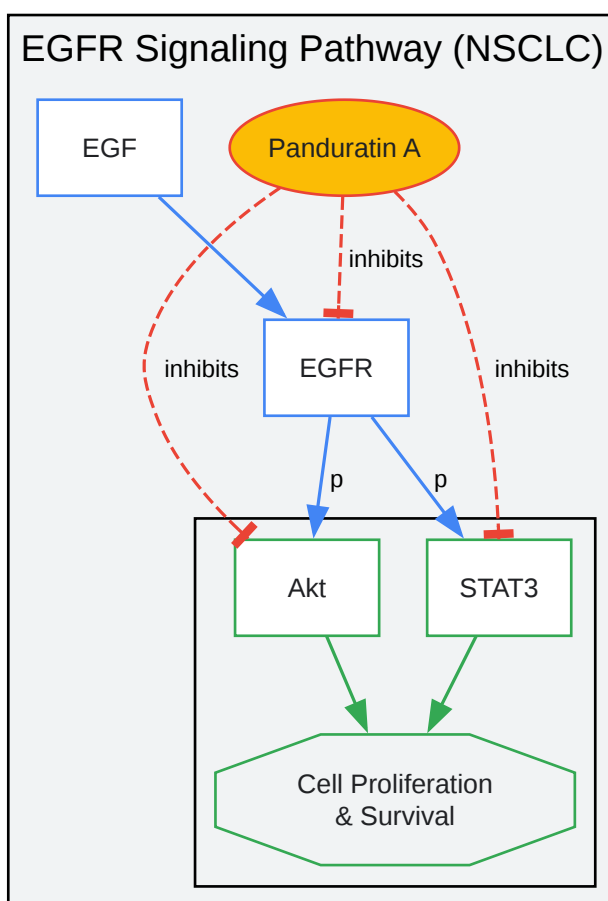 EGFR Signaling Pathway (NSCLC)
EGF
Panduratin A
inhibits
EGFR
inhibits
inhibits
p
p
Akt
STAT3
Cell Proliferation
& Survival